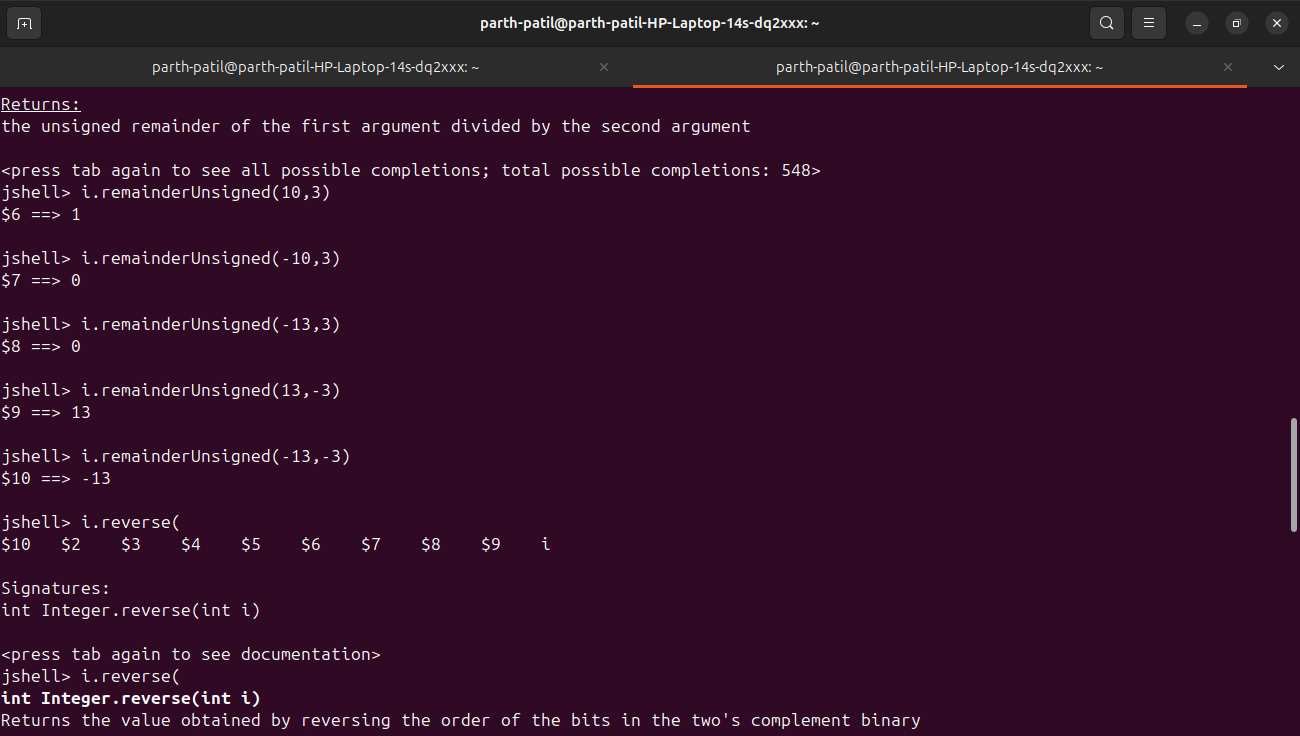 parth-patil@parth-patil-HP-Laptop-14s-dq2xxx: ~
parth-patil@parth-patil-HP-Laptop-14s-dq2xxx: ~
parth-patil@parth-patil-HP-Laptop-14s-dq2xxx: ~
Returns:
the unsigned remainder of the first argument divided by the second argument
<press tab again to see all possible completions; total possible completions: 548>
jshell> i.remainderUnsigned(10,3)
$6 ==> 1
jshell> i.remainderUnsigned(-10,3)
$7 ==> 0
jshell> i.remainderUnsigned(-13,3)
$8 ==> 0
jshell> i.remainderUnsigned(13,-3)
$9 ==> 13
jshell> i.remainderUnsigned(-13,-3)
$10 ==> -13
jshell> i.reverse(
$10   $2    $3    $4    $5    $6    $7    $8    $9    i
Signatures:
int Integer.reverse(int i)
<press tab again to see documentation>
jshell> i.reverse(
int Integer.reverse(int i)
Returns the value obtained by reversing the order of the bits in the two's complement binary